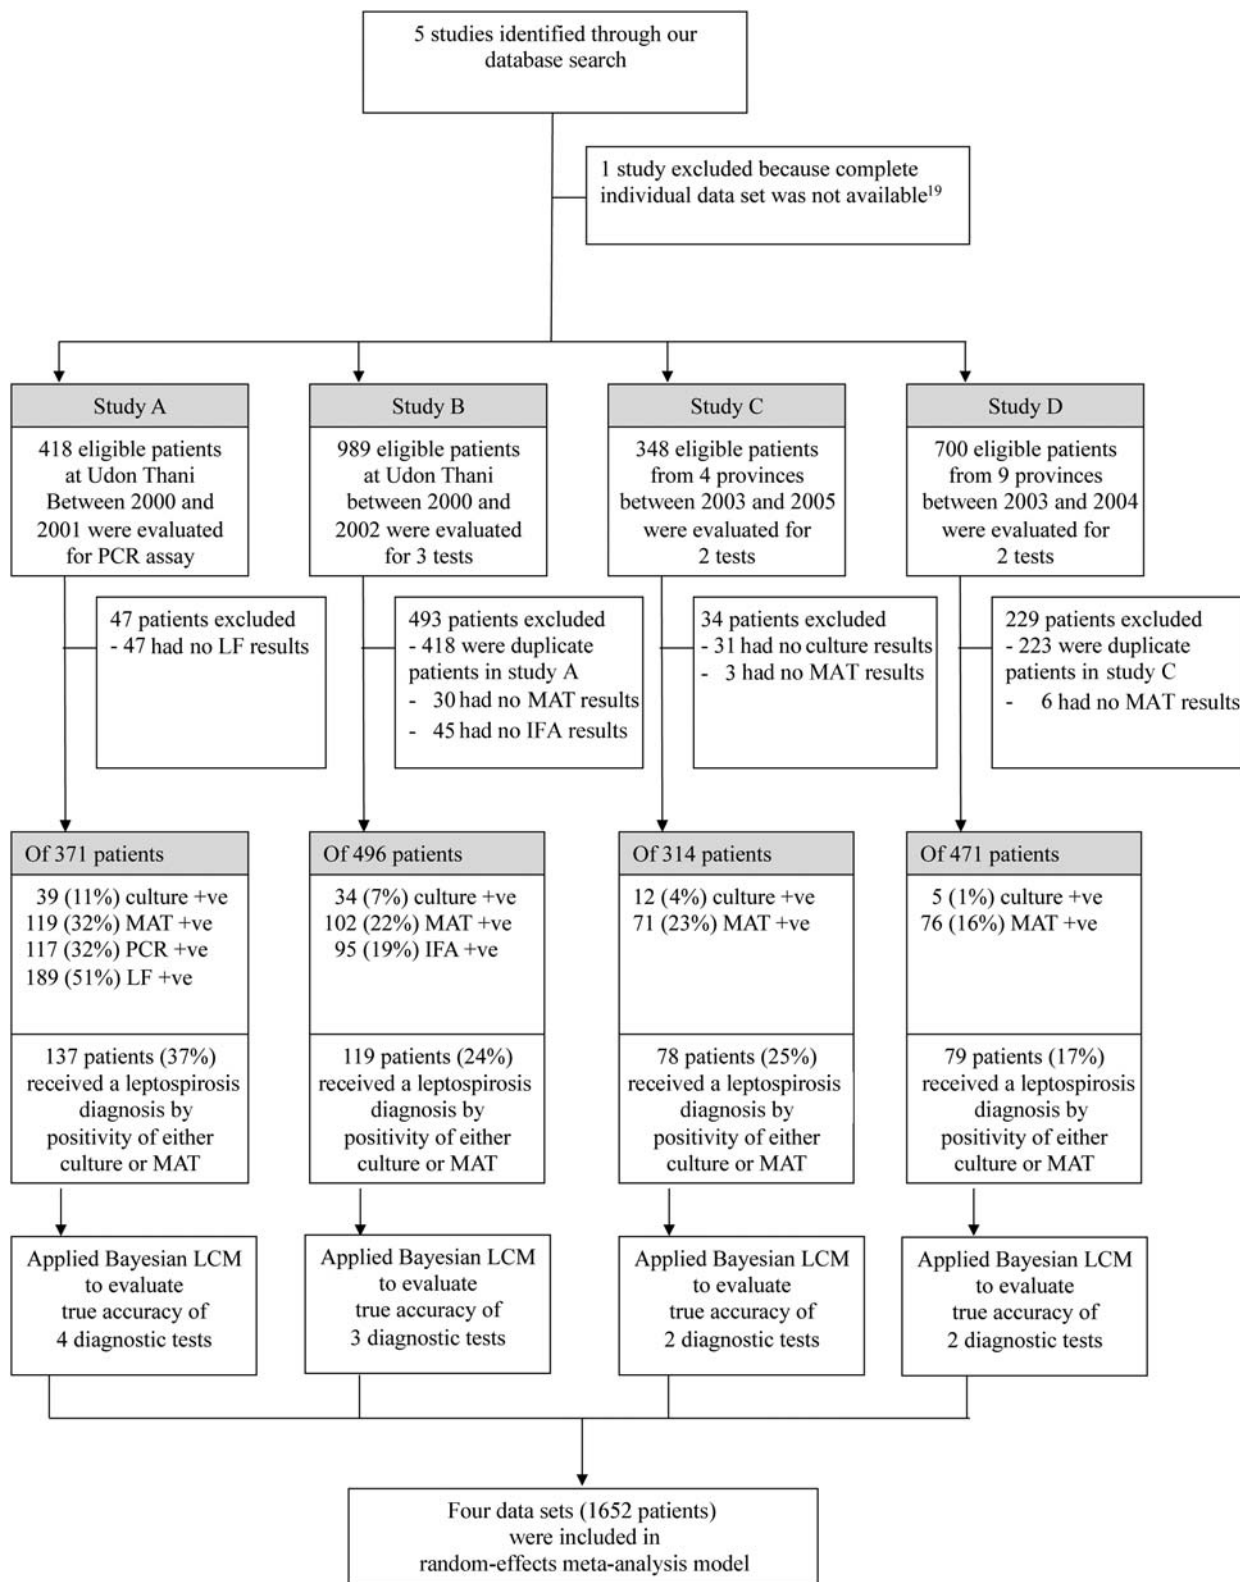 5 studies identified through our
database search
1 study excluded because complete
individual data set was not available19
Study A
418 eligible patients
at Udon Thani
Between 2000 and
2001 were evaluated
for PCR assay
Study B
989 eligible patients
at Udon Thani
between 2000 and
2002 were evaluated
for 3 tests
Study C
348 eligible patients
from 4 provinces
between 2003 and 2005
were evaluated for
2 tests
Study D
700 eligible patients
from 9 provinces
between 2003 and 2004
were evaluated for
2 tests
47 patients excluded
- 47 had no LF results
493 patients excluded
- 418 were duplicate
patients in study A
- 30 had no MAT results
- 45 had no IFA results
34 patients excluded
- 31 had no culture results
- 3 had no MAT results
229 patients excluded
- 223 were duplicate
patients in study C
- 6 had no MAT results
Of 371 patients
39 (11%) culture +ve
119 (32%) MAT +ve
117 (32%) PCR +ve
189 (51%) LF +ve
137 patients (37%)
received a leptospirosis
diagnosis by
positivity of either
culture or MAT
Of 496 patients
34 (7%) culture +ve
102 (22%) MAT +ve
95 (19%) IFA +ve
119 patients (24%)
received a leptospirosis
diagnosis by
positivity of either
culture or MAT
Of 314 patients
12 (4%) culture +ve
71 (23%) MAT +ve
78 patients (25%)
received a leptospirosis
diagnosis by
positivity of either
culture or MAT
Of 471 patients
5 (1%) culture +ve
76 (16%) MAT +ve
79 patients (17%)
received a leptospirosis
diagnosis by
positivity of either
culture or MAT
Applied Bayesian LCM
to evaluate
true accuracy of
4 diagnostic tests
Applied Bayesian LCM
to evaluate
true accuracy of
3 diagnostic tests
Applied Bayesian LCM
to evaluate
true accuracy of
2 diagnostic tests
Applied Bayesian LCM
to evaluate
true accuracy of
2 diagnostic tests
Four data sets (1652 patients)
were included in
random-effects meta-analysis model